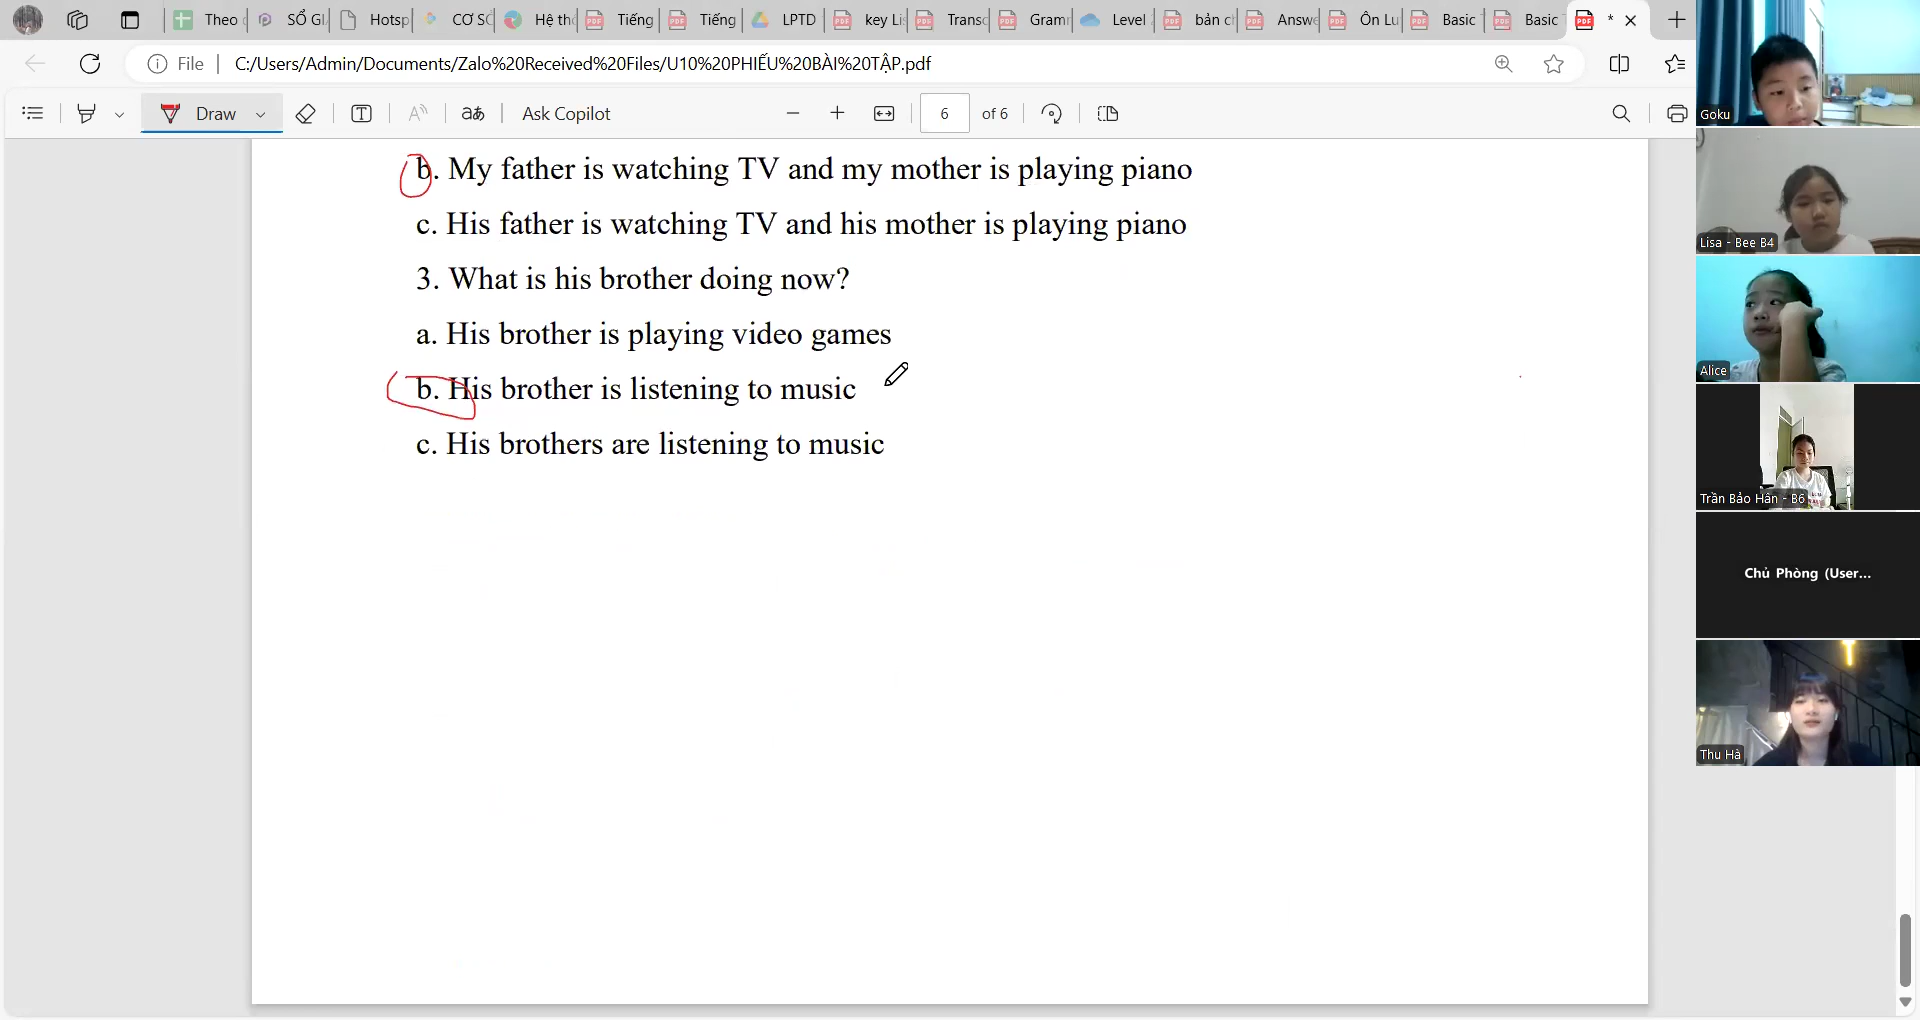 Theo
SỔ GI
Hotsp
CƠ SỞ
Hệ thố
Tiếng
Tiếng
LPTD
key Li
Transc
Gram
Level
bản ch
Answe
Ôn Lu
Basic
Basic
*
File
C:/Users/Admin/Documents/Zalo%20Received%20Files/U10%20PHIẾU%20BÀI%20TẬP.pdf
Draw
aあ
Ask Copilot
6
of 6
b. My father is watching TV and my mother is playing piano
c. His father is watching TV and his mother is playing piano
3. What is his brother doing now?
a. His brother is playing video games
b. His brother is listening to music
c. His brothers are listening to music
Goku
Lisa - Bee B4
Alice
Trần Bảo Hân - B6
Chủ Phòng (User...
Thu Hà